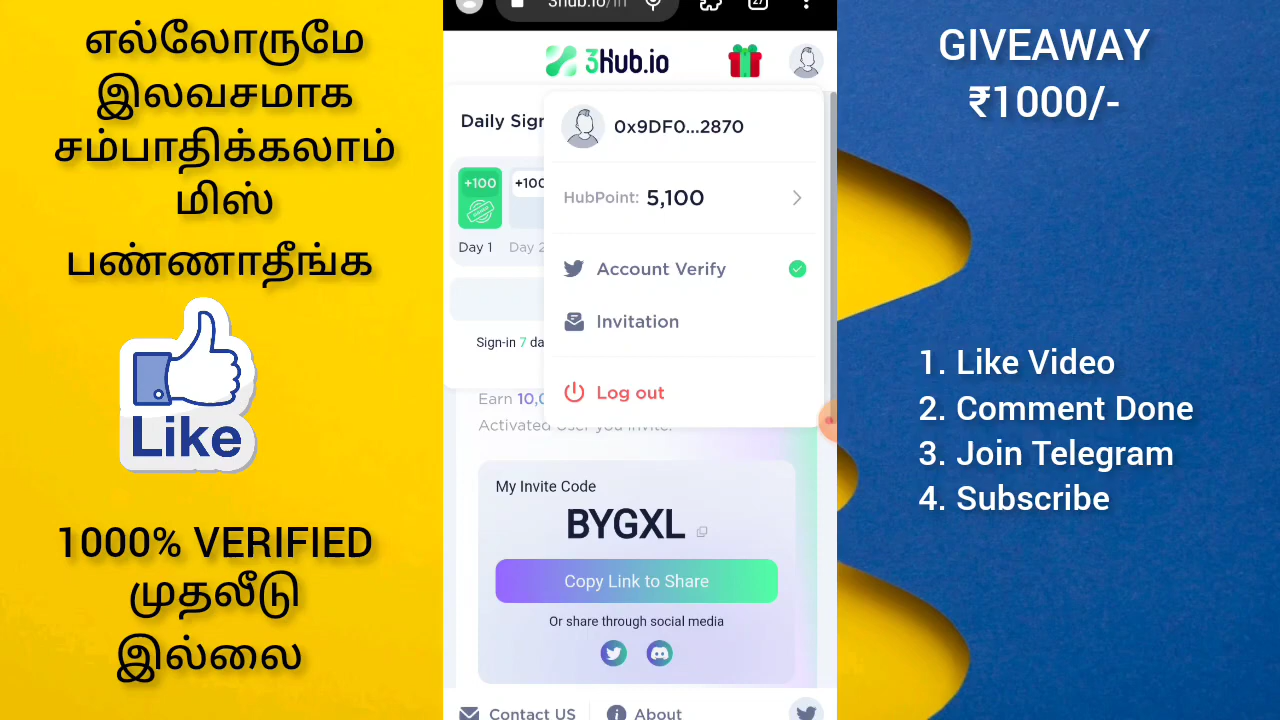 எல்லோருமே
இலவசமாக
சம்பாதிக்கலாம்
மிஸ்
பண்ணாதீங்க
Like
1000% VERIFIED
முதலீடு
இல்லை
27
3Hub.io
Daily Sign
0x9DF0...2870
+100
+100
HubPoint: 5,100
Day 1
Day 2
Account Verify
Invitation
Sign-in 7 da
Log out
Earn 10,0
Activated User you invite.
My Invite Code
BYGXL
Copy Link to Share
Or share through social media
Contact US
About
GIVEAWAY
₹1000/-
1. Like Video
2. Comment Done
3. Join Telegram
4. Subscribe